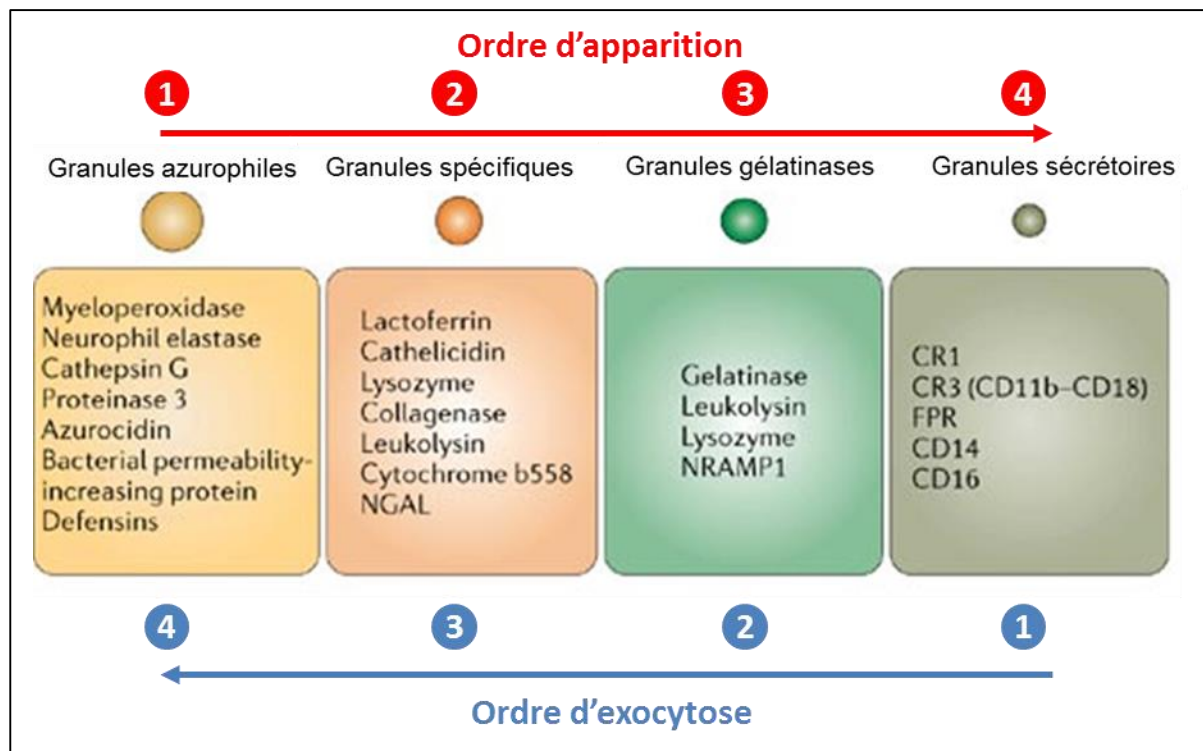 Ordre d'apparition
1 2 3 4
Granules azurophiles Granules spécifiques Granules gélatinases Granules sécrétoires
Myeloperoxidase
Neurophil elastase
Cathepsin G
Proteinase 3
Azurocidin
Bacterial permeability-
increasing protein
Defensins
Lactoferrin
Cathelicidin
Lysozyme
Collagenase
Leukolysin
Cytochrome b558
NGAL
Gelatinase
Leukolysin
Lysozyme
NRAMP1
CR1
CR3 (CD11b–CD18)
FPR
CD14
CD16
4 3 2 1
Ordre d'exocytose